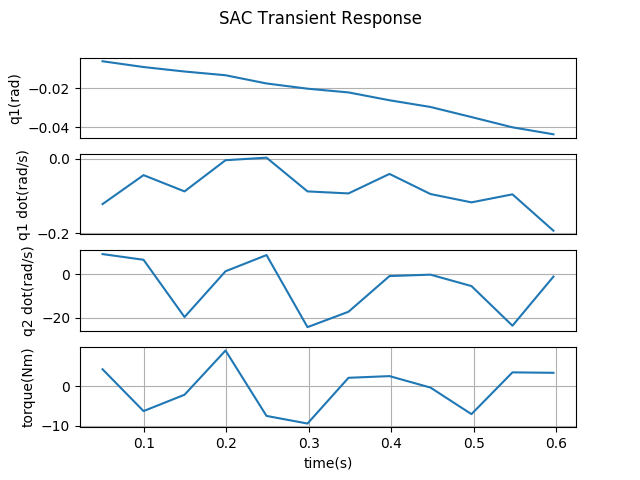 SAC Transient Response
q1(rad)
−0.02
−0.04
q1 dot(rad/s)
0.0
−0.2
q2 dot(rad/s)
0
−20
torque(Nm)
0
−10
0.1 0.2 0.3 0.4 0.5 0.6
time(s)